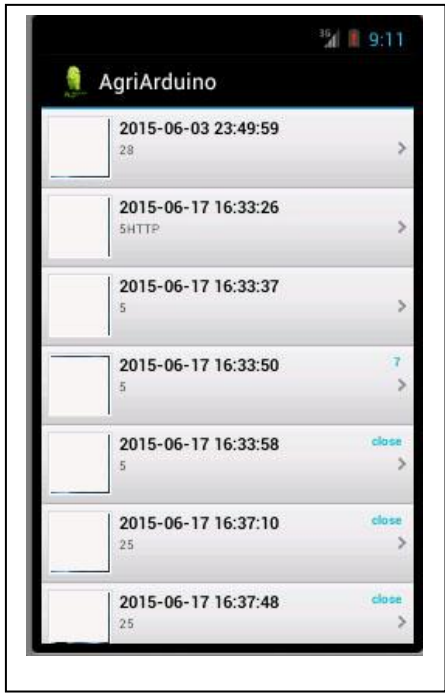 3G 9:11
AgriArduino
2015-06-03 23:49:59
28
2015-06-17 16:33:26
5HTTP
2015-06-17 16:33:37
5
2015-06-17 16:33:50 7
5
2015-06-17 16:33:58 close
5
2015-06-17 16:37:10 close
25
2015-06-17 16:37:48 close
25